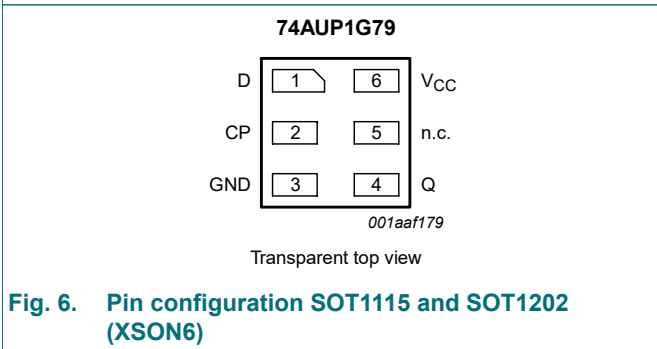 74AUP1G79
D 1 6 VCC
CP 2 5 n.c.
GND 3 4 Q
001aaf179
Transparent top view
Fig. 6. Pin configuration SOT1115 and SOT1202
(XSON6)